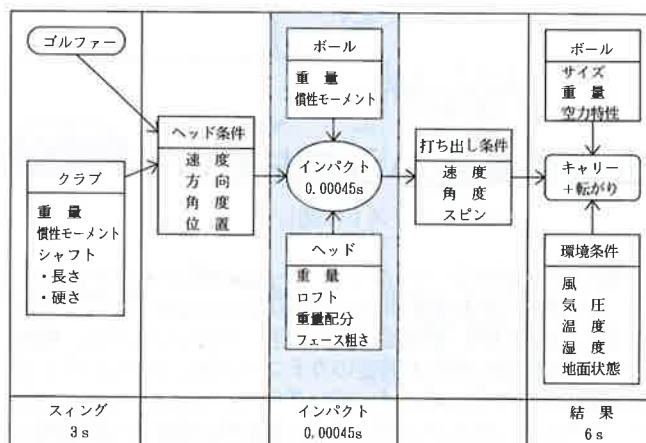 ゴルファー
クラブ
重 量
慣性モーメント
シャフト
・長さ
・硬さ
ヘッド条件
速 度
方 向
角 度
位 置
ボール
重 量
慣性モーメント
インパクト
0.00045s
ヘッド
重 量
ロフト
重量配分
フェース粗さ
打ち出し条件
速 度
角 度
スピン
ボール
サイズ
重 量
空力特性
キャリー
+転がり
環境条件
風
気 圧
温 度
湿 度
地面状態
スィング
3s
インパクト
0,00045s
結 果
6s